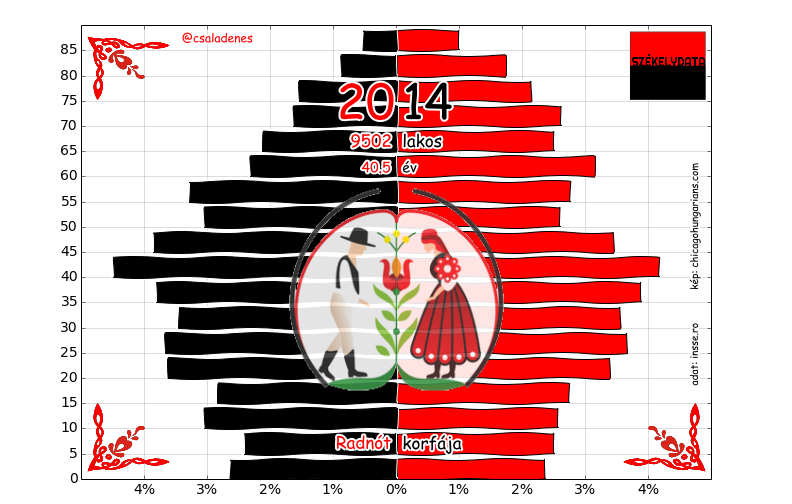 @csaladenes
SZÉKELYDATA
2014
9502 lakos
40.5 év
kép: chicagohungarians.com
adat: insse.ro
Radnót korfája
85
80
75
70
65
60
55
50
45
40
35
30
25
20
15
10
5
0
4% 3% 2% 1% 0% 1% 2% 3% 4%